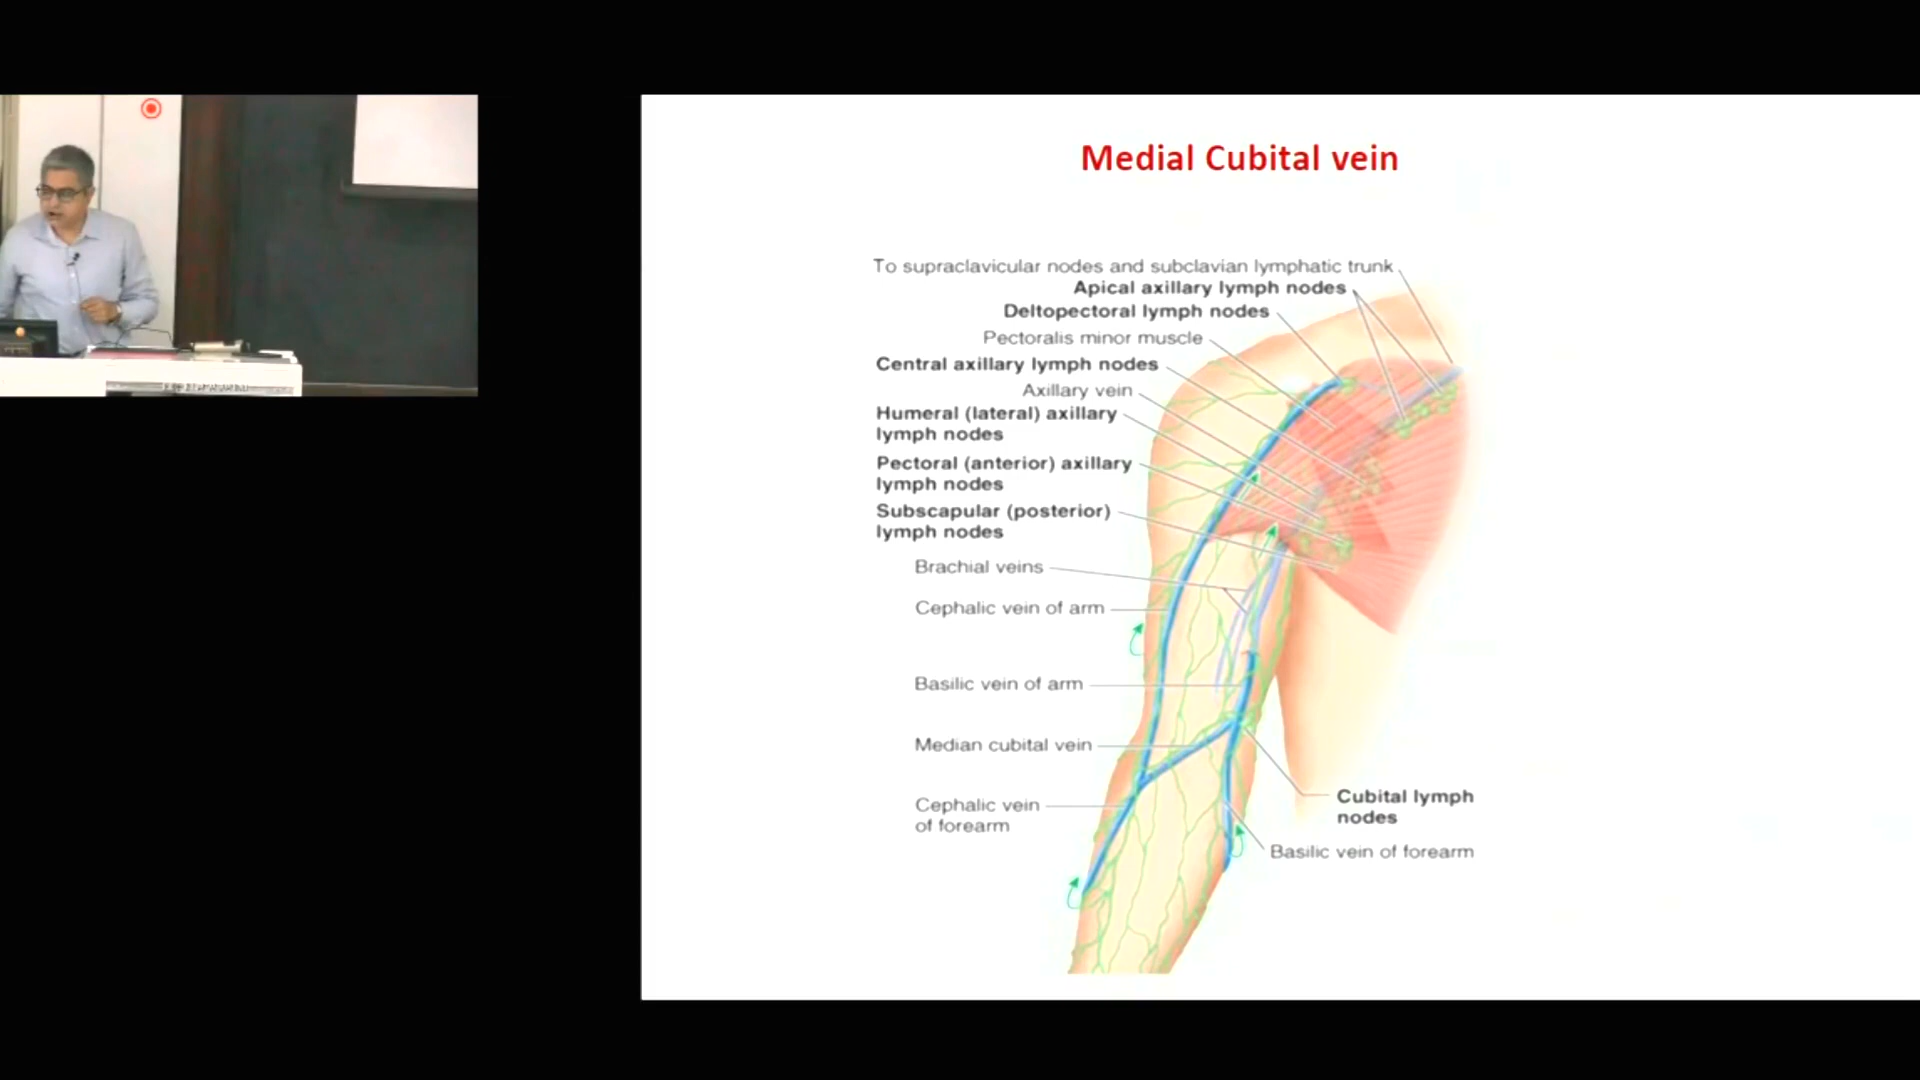 Medial Cubital vein
To supraclavicular nodes and subclavian lymphatic trunk
Apical axillary lymph nodes
Deltopectoral lymph nodes
Pectoralis minor muscle
Central axillary lymph nodes
Axillary vein
Humeral (lateral) axillary
lymph nodes
Pectoral (anterior) axillary
lymph nodes
Subscapular (posterior)
lymph nodes
Brachial veins
Cephalic vein of arm
Basilic vein of arm
Median cubital vein
Cephalic vein
of forearm
Cubital lymph
nodes
Basilic vein of forearm